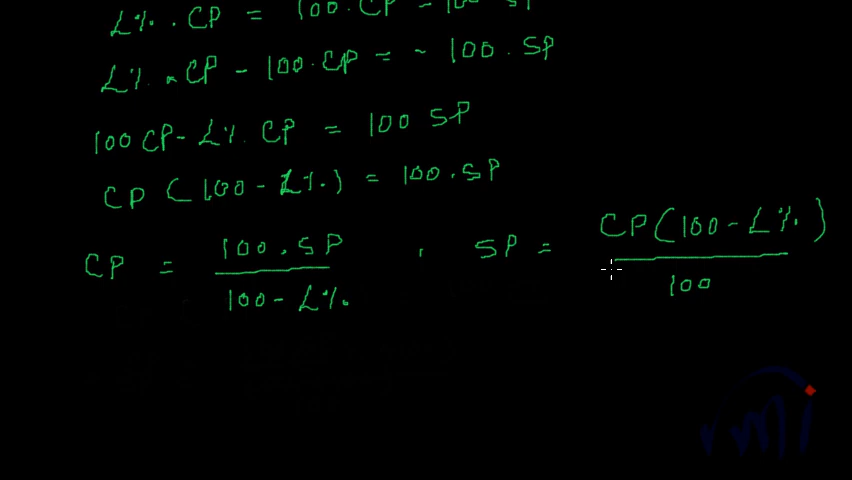 L%. CP = 100. CP - 100 SP
L% × CP - 100. CP = - 100. SP
100 CP - L%. CP = 100 SP
CP (100 - L%) = 100. SP
CP = 100. SP / 100 - L% , SP = CP (100 - L%) / 100
vmi